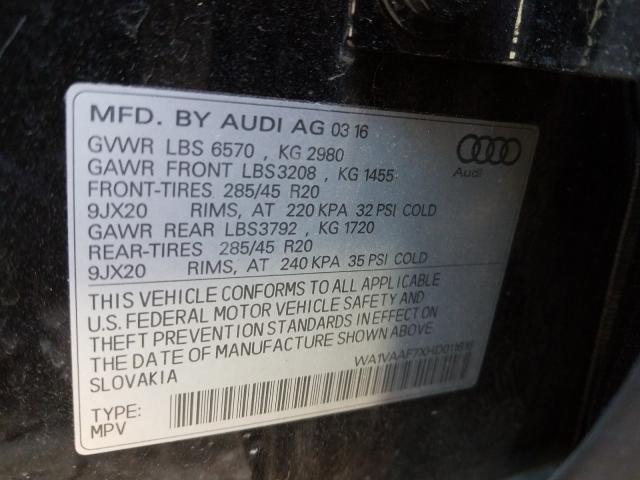 MFD. BY AUDI AG 03 16
GVWR LBS 6570 , KG 2980
GAWR FRONT LBS3208 , KG 1455
FRONT-TIRES 285/45 R20
9JX20 RIMS, AT 220 KPA 32 PSI COLD
GAWR REAR LBS3792 , KG 1720
REAR-TIRES 285/45 R20
9JX20 RIMS, AT 240 KPA 35 PSI COLD
Audi
THIS VEHICLE CONFORMS TO ALL APPLICABLE
U.S. FEDERAL MOTOR VEHICLE SAFETY AND
THEFT PREVENTION STANDARDS IN EFFECT ON
THE DATE OF MANUFACTURE SHOWN ABOVE.
SLOVAKIA
WA1VAAF7XHD011616
TYPE:
MPV